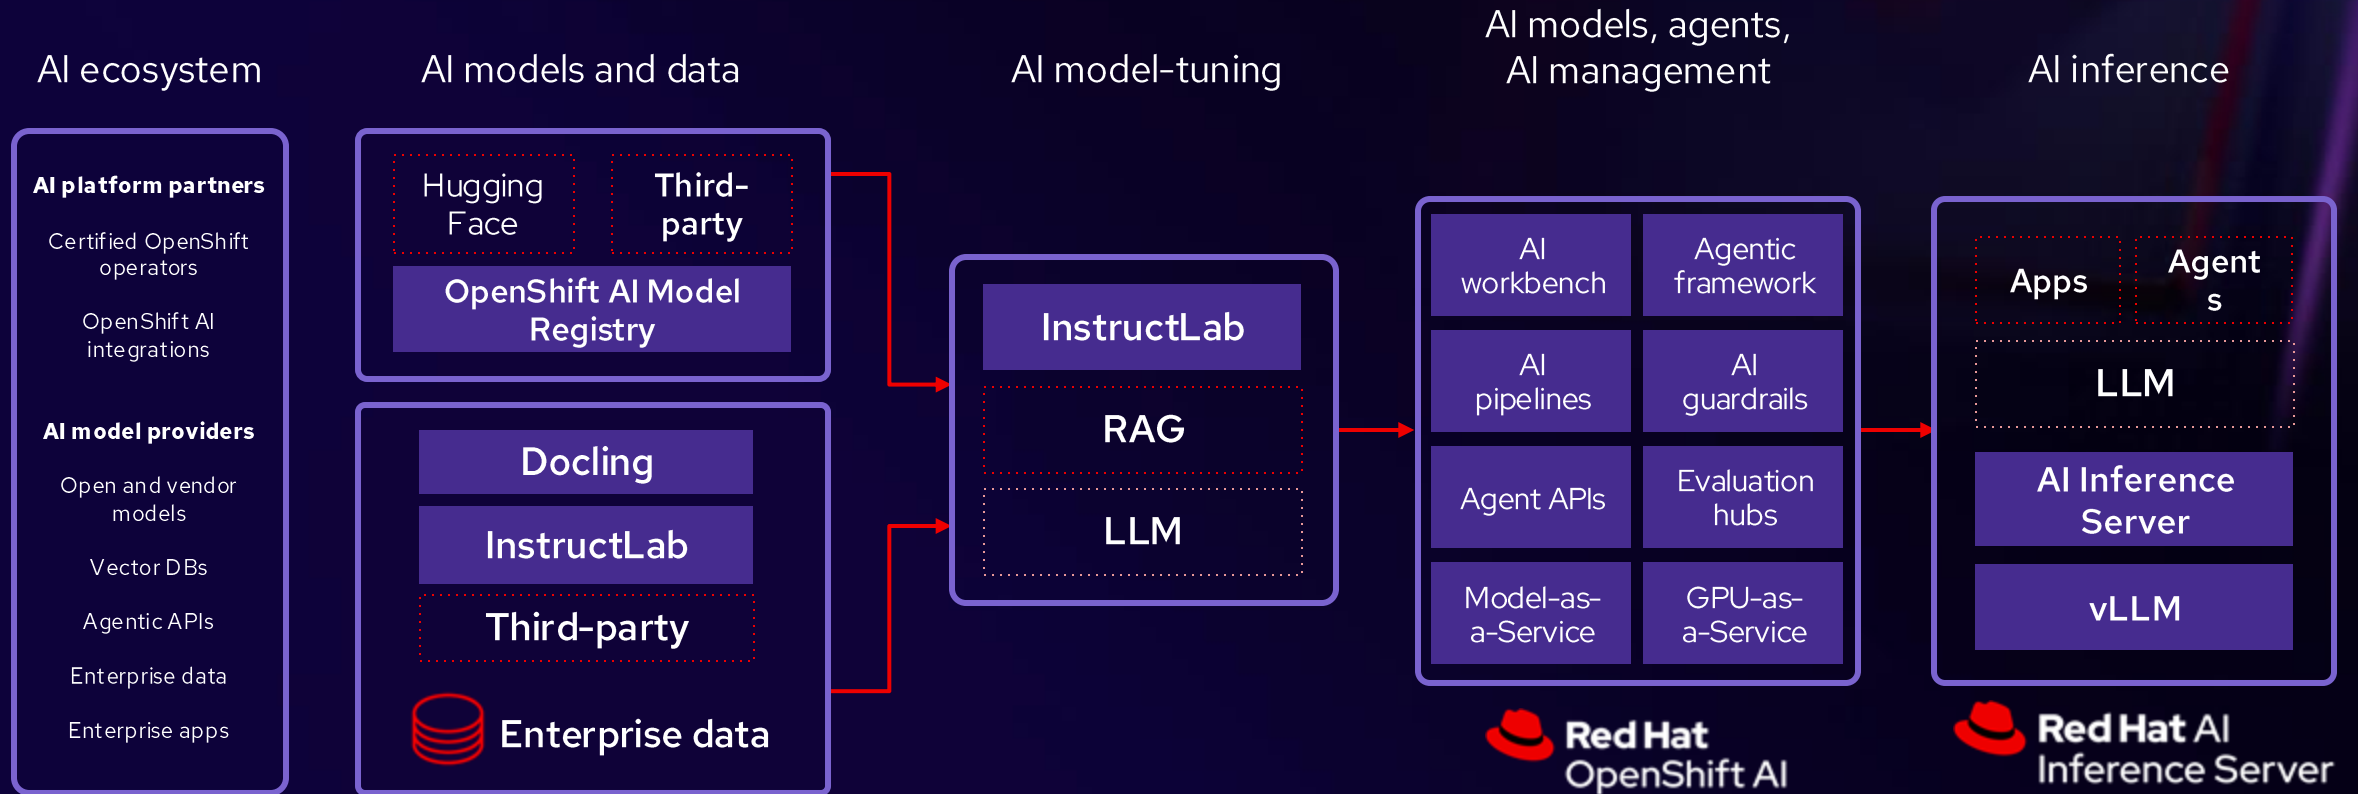 AI ecosystem
AI platform partners
Certified OpenShift
operators
OpenShift AI
integrations
AI model providers
Open and vendor
models
Vector DBs
Agentic APIs
Enterprise data
Enterprise apps
AI models and data
Hugging
Face
Third-
party
OpenShift AI Model
Registry
Docling
InstructLab
Third-party
Enterprise data
AI model-tuning
InstructLab
RAG
LLM
AI models, agents,
AI management
AI
workbench
Agentic
framework
AI
pipelines
AI
guardrails
Agent APIs
Evaluation
hubs
Model-as-
a-Service
GPU-as-
a-Service
Red Hat
OpenShift AI
AI inference
Apps
Agent
s
LLM
AI Inference
Server
vLLM
Red Hat AI
Inference Server